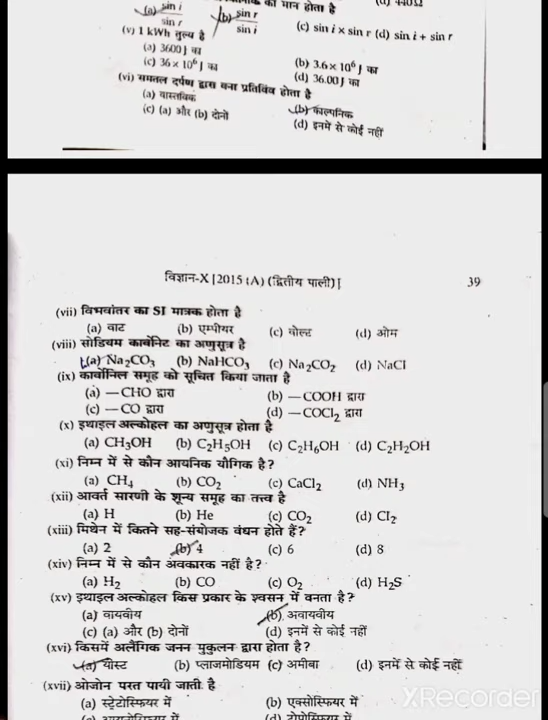 का मान होता है (d) 440Ω
(a) sin i / sin r (b) sin r / sin i (c) sin i × sin r (d) sin i + sin r
(v) 1 kWh तुल्य है
(a) 3600 J का (b) 3.6 × 10⁶ J का
(c) 36 × 10⁶ J का (d) 36.00 J का
(vi) समतल दर्पण द्वारा बना प्रतिबिंब होता है
(a) वास्तविक (b) काल्पनिक
(c) (a) और (b) दोनों (d) इनमें से कोई नहीं
विज्ञान-X [2015 (A) (द्वितीय पाली)] 39
(vii) विभवांतर का SI मात्रक होता है
(a) वाट (b) एम्पीयर (c) वोल्ट (d) ओम
(viii) सोडियम कार्बोनेट का अणुसूत्र है
(a) Na₂CO₃ (b) NaHCO₃ (c) Na₂CO₂ (d) NaCl
(ix) कार्बोनिल समूह को सूचित किया जाता है
(a) —CHO द्वारा (b) —COOH द्वारा
(c) —CO द्वारा (d) —COCl₂ द्वारा
(x) इथाइल अल्कोहल का अणुसूत्र होता है
(a) CH₃OH (b) C₂H₅OH (c) C₂H₆OH (d) C₂H₂OH
(xi) निम्न में से कौन आयनिक यौगिक है?
(a) CH₄ (b) CO₂ (c) CaCl₂ (d) NH₃
(xii) आवर्त सारणी के शून्य समूह का तत्त्व है
(a) H (b) He (c) CO₂ (d) Cl₂
(xiii) मिथेन में कितने सह-संयोजक बंधन होते हैं?
(a) 2 (b) 4 (c) 6 (d) 8
(xiv) निम्न में से कौन अवकारक नहीं है?
(a) H₂ (b) CO (c) O₂ (d) H₂S
(xv) इथाइल अल्कोहल किस प्रकार के श्वसन में बनता है?
(a) वायवीय (b) अवायवीय
(c) (a) और (b) दोनों (d) इनमें से कोई नहीं
(xvi) किसमें अलैंगिक जनन मुकुलन द्वारा होता है?
(a) यीस्ट (b) प्लाजमोडियम (c) अमीबा (d) इनमें से कोई नहीं
(xvii) ओजोन परत पायी जाती है
(a) स्ट्रेटोस्फियर में (b) एक्सोस्फियर में
XRecorder